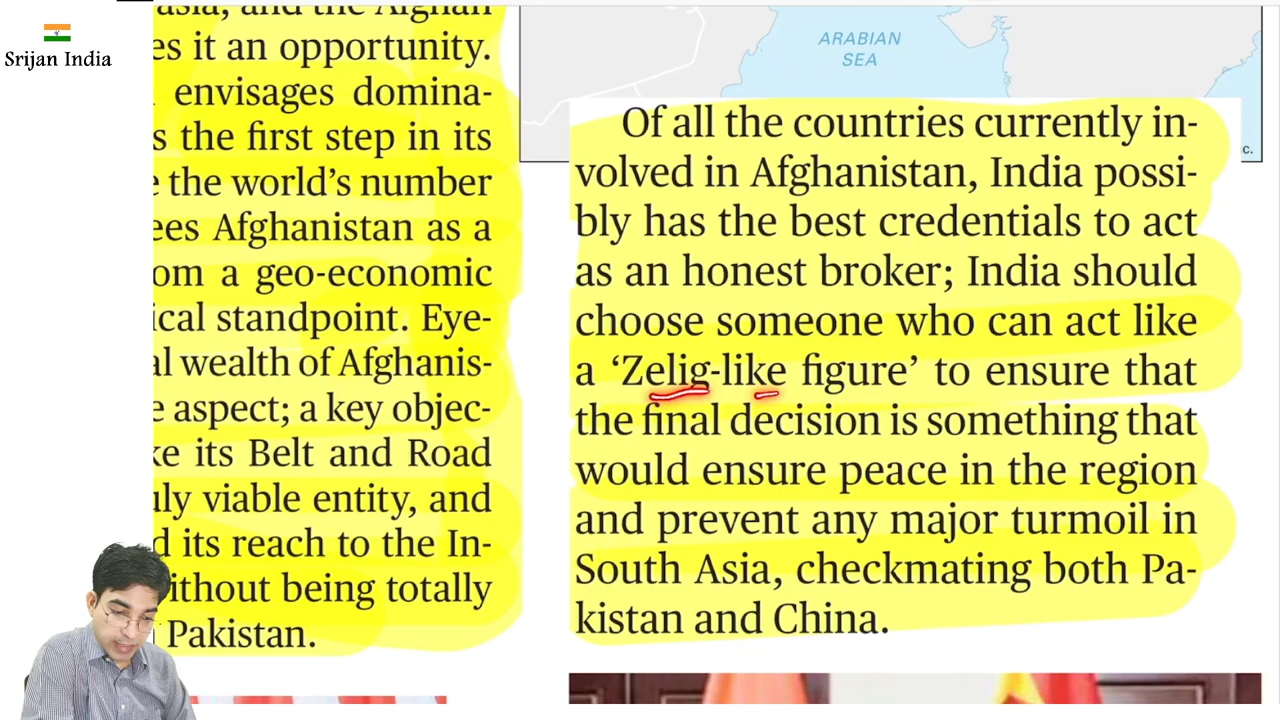 Srijan India
asia, and the Afghan
es it an opportunity.
envisages domina-
s the first step in its
e the world's number
ees Afghanistan as a
om a geo-economic
ical standpoint. Eye-
al wealth of Afghanis-
e aspect; a key objec-
ke its Belt and Road
uly viable entity, and
d its reach to the In-
ithout being totally
Pakistan.
ARABIAN
SEA
Of all the countries currently in-
volved in Afghanistan, India possi-
bly has the best credentials to act
as an honest broker; India should
choose someone who can act like
a ‘Zelig-like figure’ to ensure that
the final decision is something that
would ensure peace in the region
and prevent any major turmoil in
South Asia, checkmating both Pa-
kistan and China.
c.